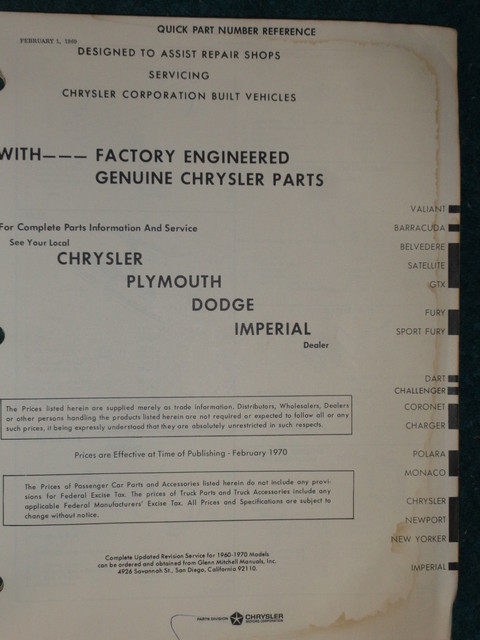 QUICK PART NUMBER REFERENCE
FEBRUARY 1, 1969
DESIGNED TO ASSIST REPAIR SHOPS
SERVICING
CHRYSLER CORPORATION BUILT VEHICLES
WITH——— FACTORY ENGINEERED
GENUINE CHRYSLER PARTS
For Complete Parts Information And Service
See Your Local
CHRYSLER
PLYMOUTH
DODGE
IMPERIAL
Dealer
VALIANT
BARRACUDA
BELVEDERE
SATELLITE
GTX
FURY
SPORT FURY
DART
CHALLENGER
CORONET
CHARGER
POLARA
MONACO
CHRYSLER
NEWPORT
NEW YORKER
IMPERIAL
The Prices listed herein are supplied merely as trade information. Distributors, Wholesalers, Dealers
or other persons handling the products listed herein are not required or expected to follow all or any
such prices, it being expressly understood that they are absolutely unrestricted in such respects.
Prices are Effective at Time of Publishing - February 1970
The Prices of Passenger Car Parts and Accessories listed herein do not include any provi-
sions for Federal Excise Tax. The prices of Truck Parts and Truck Accessories include any
applicable Federal Manufacturers' Excise Tax. All Prices and Specifications are subject to
change without notice.
Complete Updated Revision Service for 1960-1970 Models
can be ordered and obtained from Glenn Mitchell Manuals, Inc.
4926 Savannah St., San Diego, California 92110.
PARTS DIVISION
CHRYSLER
MOTORS CORPORATION